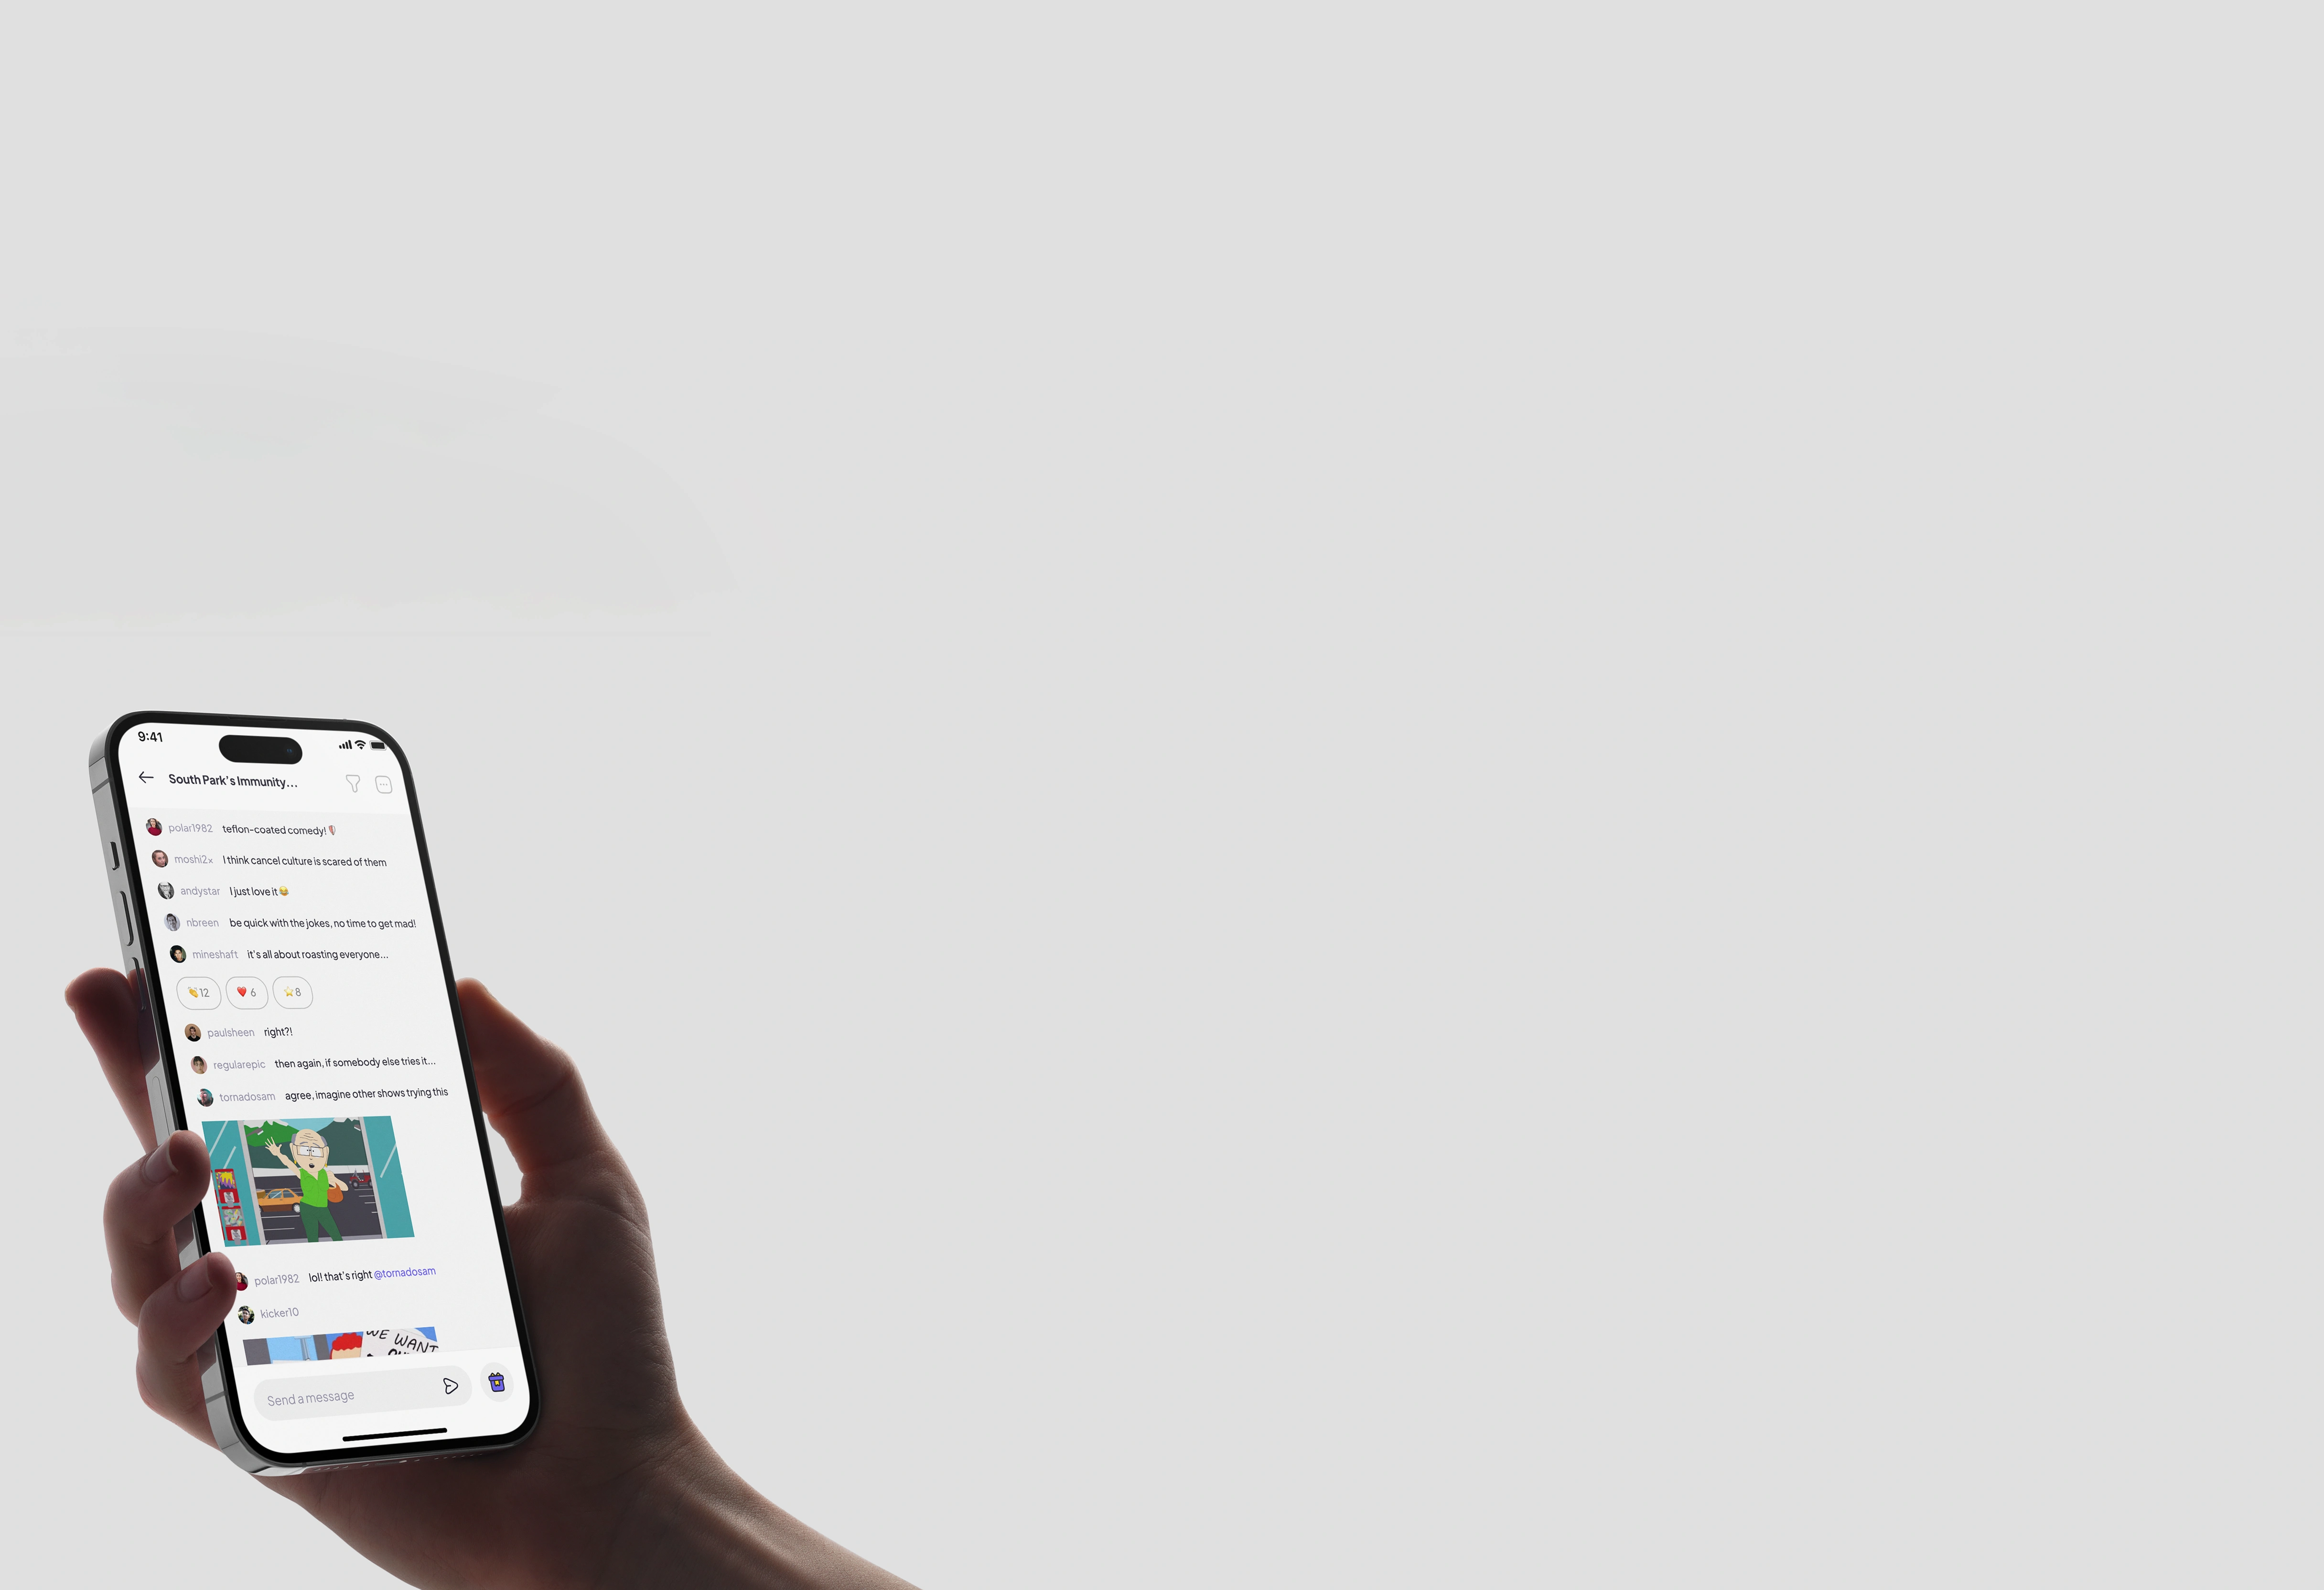 9:41
South Park's Immunity...
polar1982 teflon-coated comedy!
moshi2x I think cancel culture is scared of them
andystar I just love it 😂
nbreen be quick with the jokes, no time to get mad!
mineshaft it's all about roasting everyone...
👏 12 ❤️ 6 ⭐ 8
paulsheen right?!
regularepic then again, if somebody else tries it...
tornadosam agree, imagine other shows trying this
polar1982 lol! that's right @tornadosam
kicker10
WE WANT
Send a message